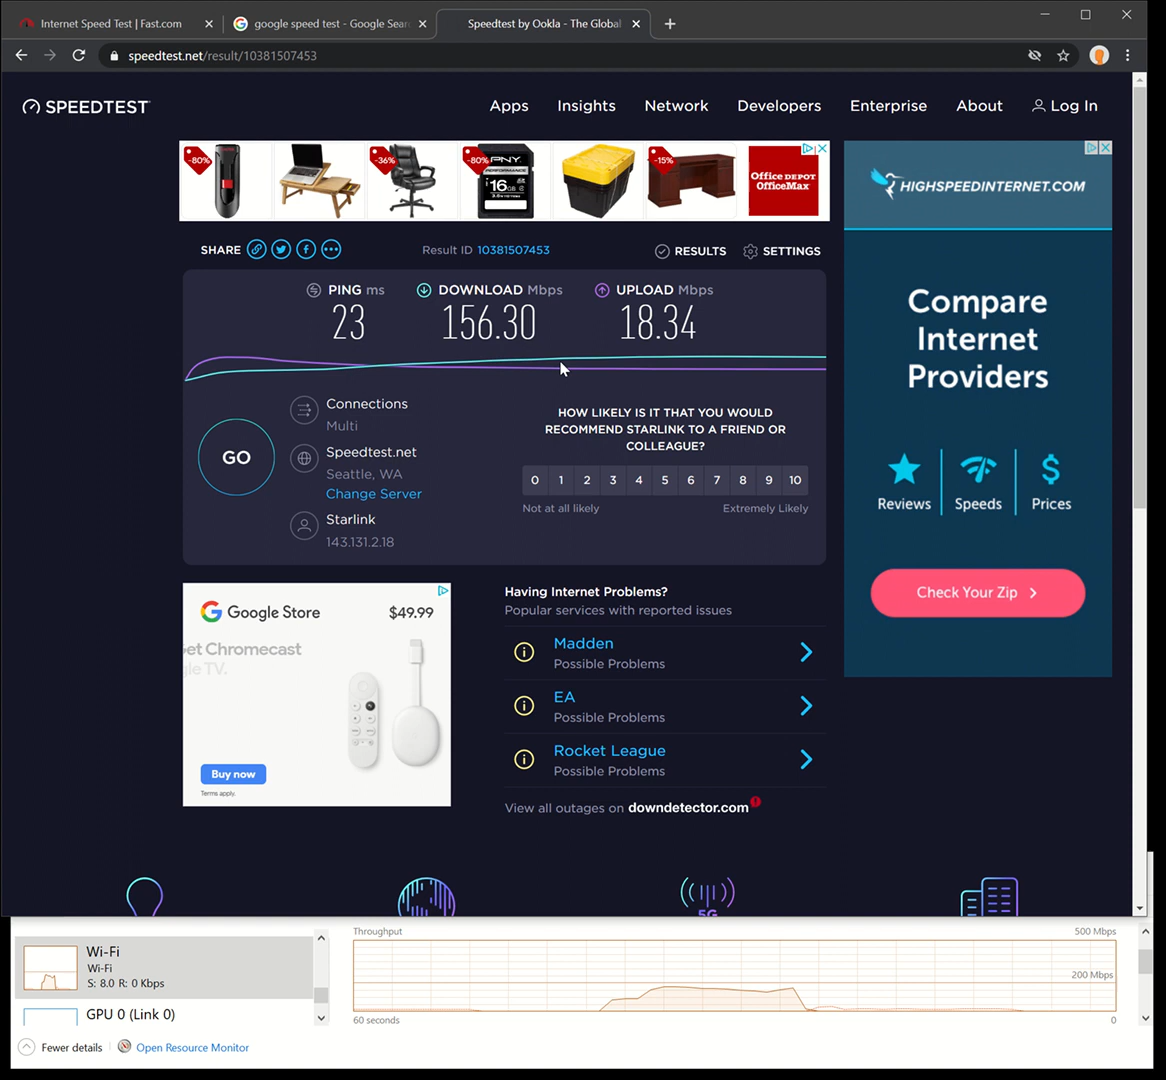 Internet Speed Test | Fast.com
google speed test - Google Sear
Speedtest by Ookla - The Global
speedtest.net/result/10381507453
SPEEDTEST
Apps Insights Network Developers Enterprise About Log In
-80%
-36%
-80%
PNY
PERFORMANCE
16 GB
-15%
Office DEPOT
OfficeMax
HIGHSPEEDINTERNET.COM
SHARE
Result ID 10381507453
RESULTS SETTINGS
PING ms DOWNLOAD Mbps UPLOAD Mbps
23 156.30 18.34
GO
Connections
Multi
Speedtest.net
Seattle, WA
Change Server
Starlink
143.131.2.18
HOW LIKELY IS IT THAT YOU WOULD
RECOMMEND STARLINK TO A FRIEND OR
COLLEAGUE?
0 1 2 3 4 5 6 7 8 9 10
Not at all likely Extremely Likely
Compare
Internet
Providers
Reviews Speeds Prices
Check Your Zip
Google Store $49.99
et Chromecast
gle TV.
Buy now
Terms apply.
Having Internet Problems?
Popular services with reported issues
Madden
Possible Problems
EA
Possible Problems
Rocket League
Possible Problems
View all outages on downdetector.com
5G
Wi-Fi
Wi-Fi
S: 8.0 R: 0 Kbps
GPU 0 (Link 0)
Throughput 500 Mbps
200 Mbps
60 seconds 0
Fewer details Open Resource Monitor